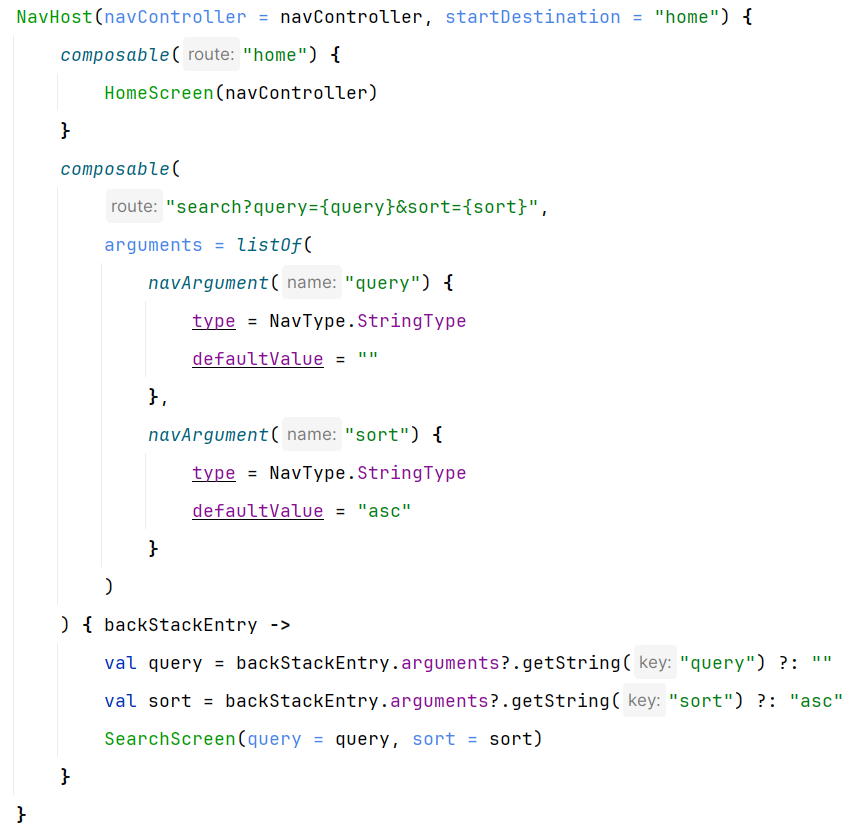 NavHost(navController = navController, startDestination = "home") {
    composable( route: "home") {
        HomeScreen(navController)
    }
    composable(
        route: "search?query={query}&sort={sort}",
        arguments = listOf(
            navArgument( name: "query") {
                type = NavType.StringType
                defaultValue = ""
            },
            navArgument( name: "sort") {
                type = NavType.StringType
                defaultValue = "asc"
            }
        )
    ) { backStackEntry ->
        val query = backStackEntry.arguments?.getString( key: "query") ?: ""
        val sort = backStackEntry.arguments?.getString( key: "sort") ?: "asc"
        SearchScreen(query = query, sort = sort)
    }
}